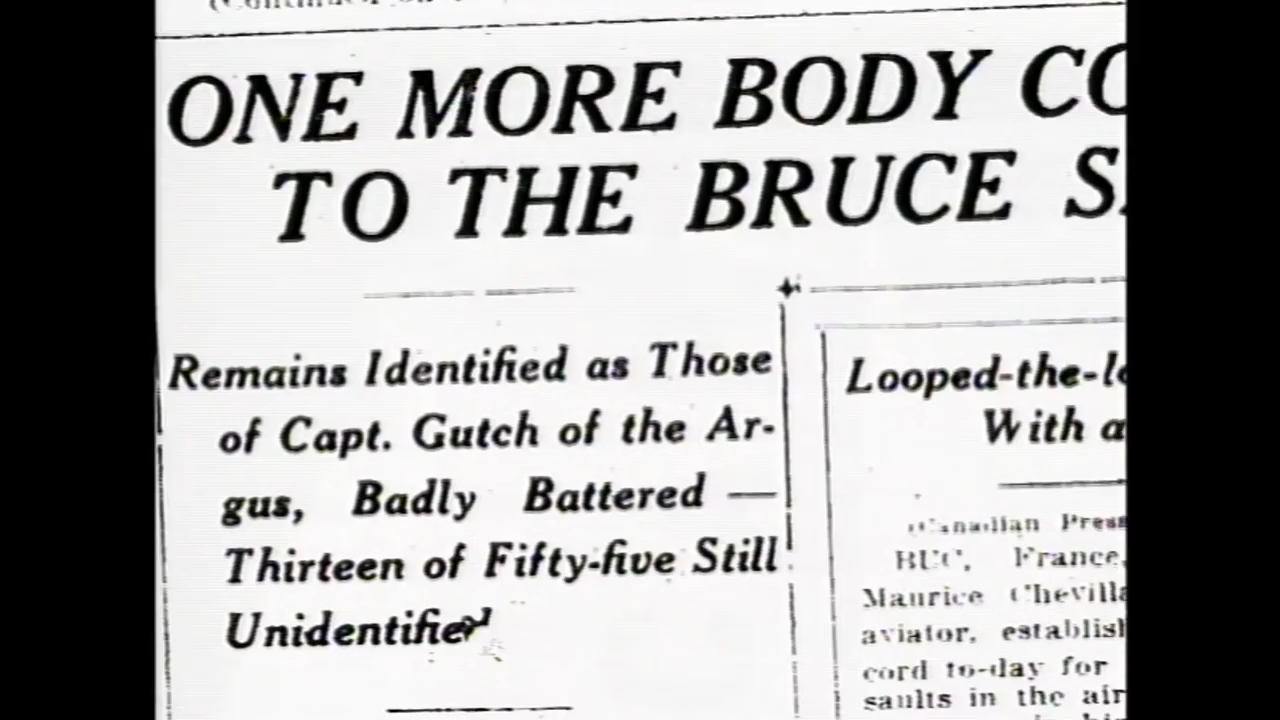 ONE MORE BODY CO
TO THE BRUCE S
Remains Identified as Those
of Capt. Gutch of the Ar-
gus, Badly Battered —
Thirteen of Fifty-five Still
Unidentified
Looped-the-l
With a
Canadian Press
BUC, France,
Maurice Chevilla
aviator, establish
cord to-day for
saults in the air